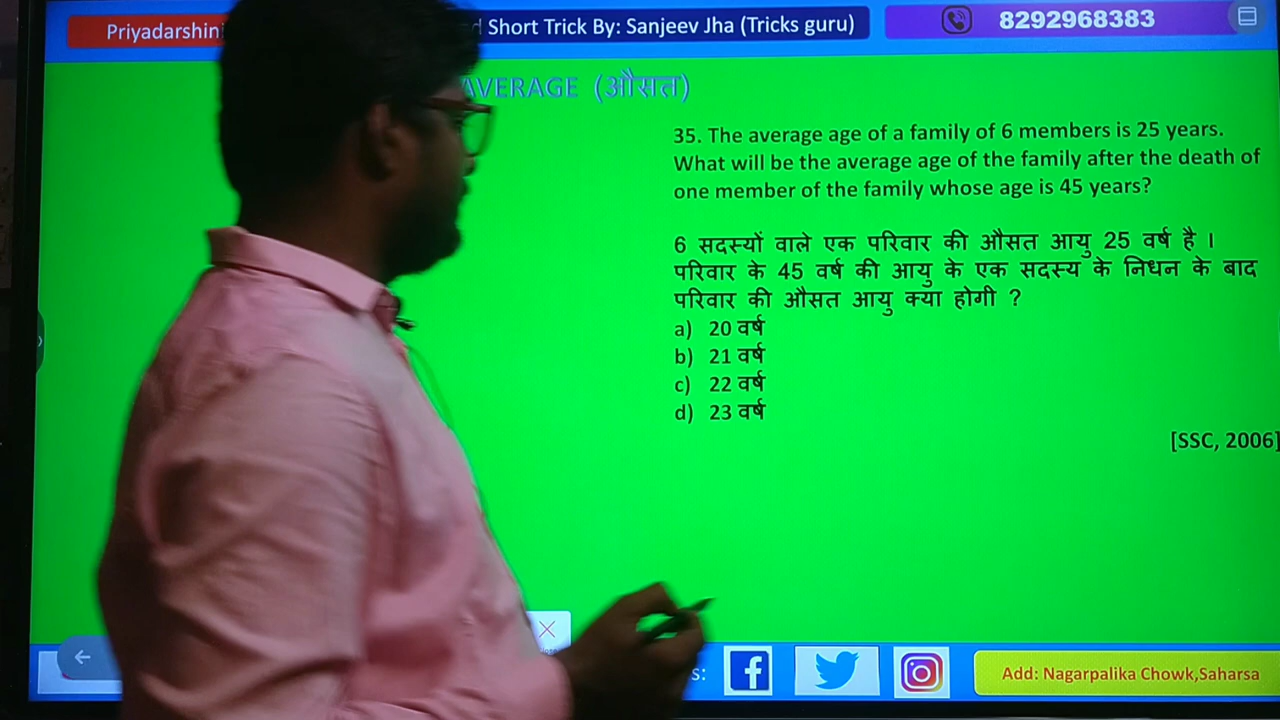 Priyadarshini
Short Trick By: Sanjeev Jha (Tricks guru)
8292968383
AVERAGE (औसत)
35. The average age of a family of 6 members is 25 years.
What will be the average age of the family after the death of
one member of the family whose age is 45 years?
6 सदस्यों वाले एक परिवार की औसत आयु 25 वर्ष है ।
परिवार के 45 वर्ष की आयु के एक सदस्य के निधन के बाद
परिवार की औसत आयु क्या होगी ?
a) 20 वर्ष
b) 21 वर्ष
c) 22 वर्ष
d) 23 वर्ष
[SSC, 2006]
Add: Nagarpalika Chowk,Saharsa